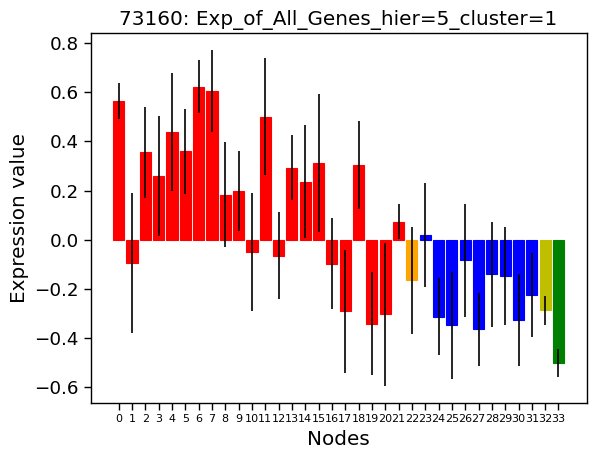 73160: Exp_of_All_Genes_hier=5_cluster=1
Expression value
0.8
0.6
0.4
0.2
0.0
−0.2
−0.4
−0.6
0 1 2 3 4 5 6 7 8 9 10 11 12 13 14 15 16 17 18 19 20 21 22 23 24 25 26 27 28 29 30 31 32 33
Nodes